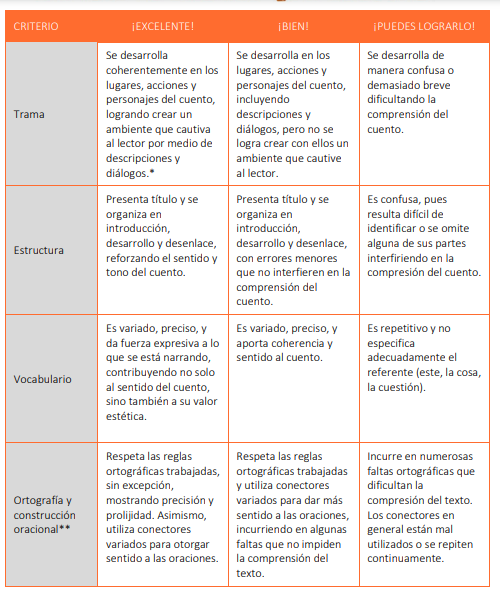 CRITERIO
¡EXCELENTE!
¡BIEN!
¡PUEDES LOGRARLO!
Trama
Se desarrolla
coherentemente en los
lugares, acciones y
personajes del cuento,
logrando crear un
ambiente que cautiva
al lector por medio de
descripciones y
diálogos.*
Se desarrolla en los
lugares, acciones y
personajes del cuento,
incluyendo
descripciones y
diálogos, pero no se
logra crear con ellos un
ambiente que cautive
al lector.
Se desarrolla de
manera confusa o
demasiado breve
dificultando la
comprensión del
cuento.
Estructura
Presenta título y se
organiza en
introducción,
desarrollo y desenlace,
reforzando el sentido y
tono del cuento.
Presenta título y se
organiza en
introducción,
desarrollo y desenlace,
con errores menores
que no interfieren en la
comprensión del
cuento.
Es confusa, pues
resulta difícil de
identificar o se omite
alguna de sus partes
interfiriendo en la
compresión del cuento.
Vocabulario
Es variado, preciso, y
da fuerza expresiva a lo
que se está narrando,
contribuyendo no solo
al sentido del cuento,
sino también a su valor
estética.
Es variado, preciso, y
aporta coherencia y
sentido al cuento.
Es repetitivo y no
especifica
adecuadamente el
referente (este, la cosa,
la cuestión).
Ortografía y
construcción
oracional**
Respeta las reglas
ortográficas trabajadas,
sin excepción,
mostrando precisión y
prolijidad. Asimismo,
utiliza conectores
variados para otorgar
sentido a las oraciones.
Respeta las reglas
ortográficas trabajadas
y utiliza conectores
variados para dar más
sentido a las oraciones,
incurriendo en algunas
faltas que no impiden
la comprensión del
texto.
Incurre en numerosas
faltas ortográficas que
dificultan la
compresión del texto.
Los conectores en
general están mal
utilizados o se repiten
continuamente.